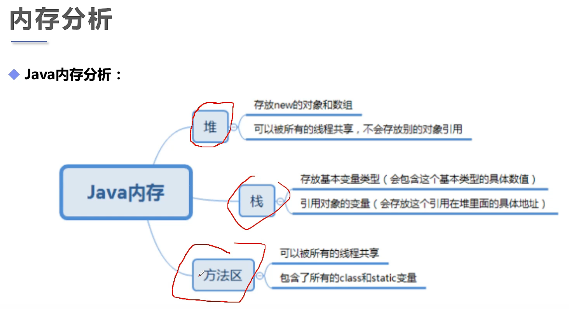 内存分析
Java内存分析：
存放new的对象和数组
堆
可以被所有的线程共享，不会存放别的对象引用
存放基本变量类型（会包含这个基本类型的具体数值）
Java内存
栈
引用对象的变量（会存放这个引用在堆里面的具体地址）
可以被所有的线程共享
方法区
包含了所有的class和static变量